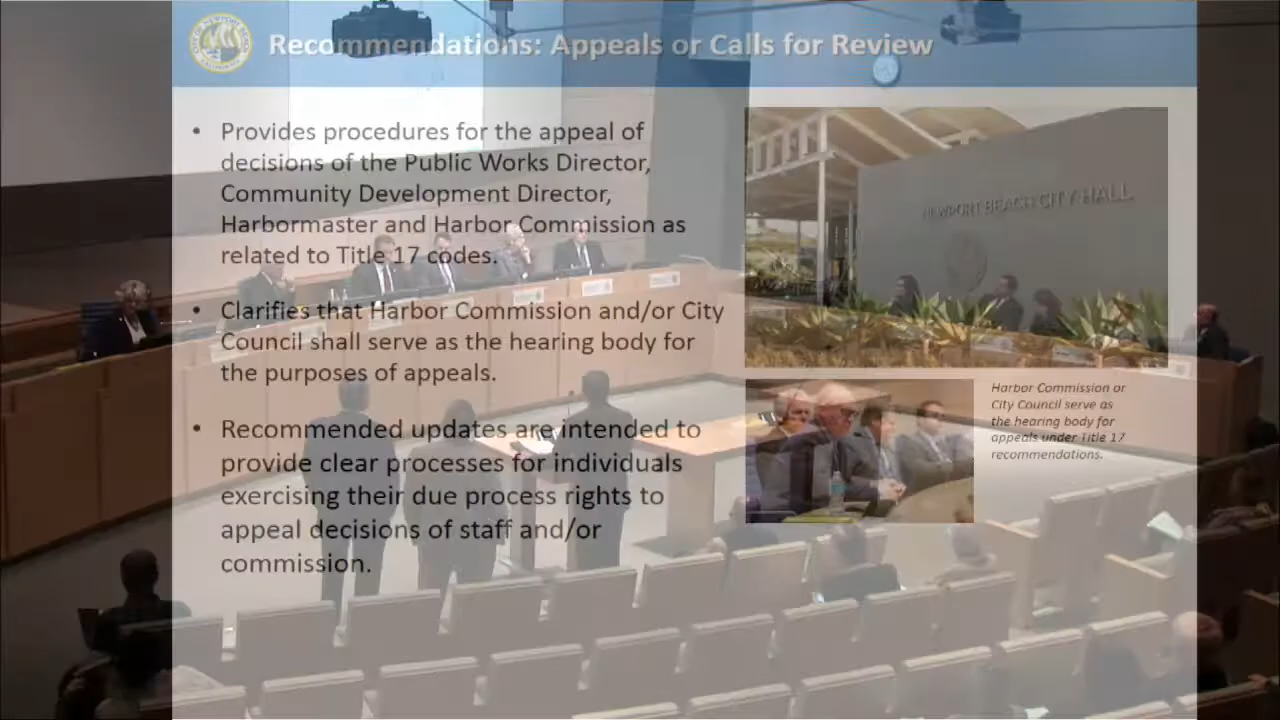 Recommendations: Appeals or Calls for Review
• Provides procedures for the appeal of
decisions of the Public Works Director,
Community Development Director,
Harbormaster and Harbor Commission as
related to Title 17 codes.
• Clarifies that Harbor Commission and/or City
Council shall serve as the hearing body for
the purposes of appeals.
• Recommended updates are intended to
provide clear processes for individuals
exercising their due process rights to
appeal decisions of staff and/or
commission.
NEWPORT BEACH CITY HALL
Harbor Commission or
City Council serve as
the hearing body for
appeals under Title 17
recommendations.